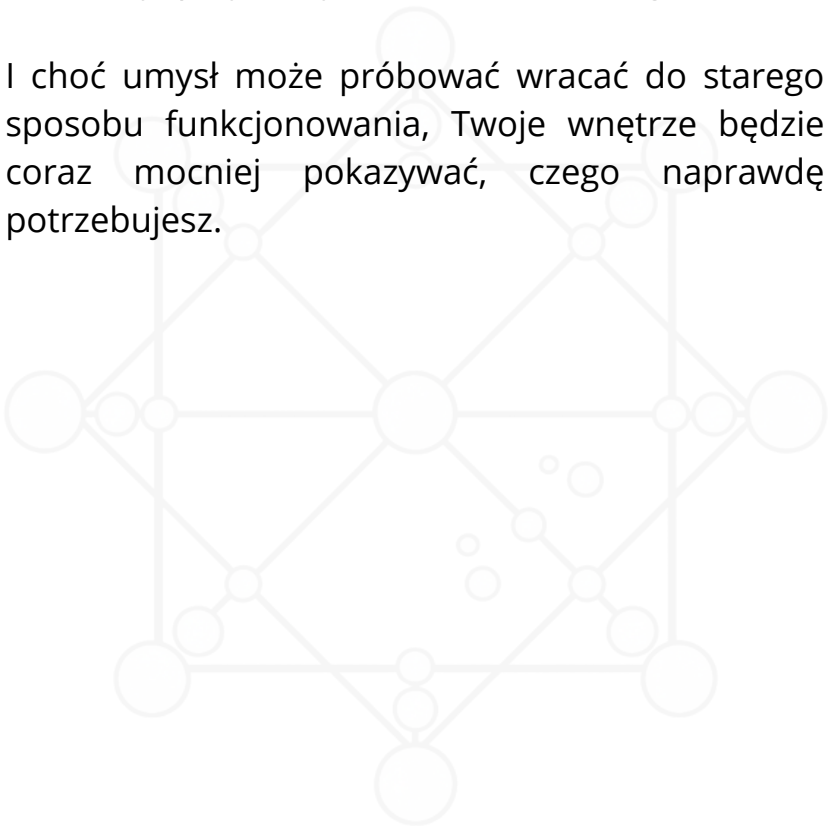 I choć umysł może próbować wracać do starego
sposobu funkcjonowania, Twoje wnętrze będzie
coraz mocniej pokazywać, czego naprawdę
potrzebujesz.